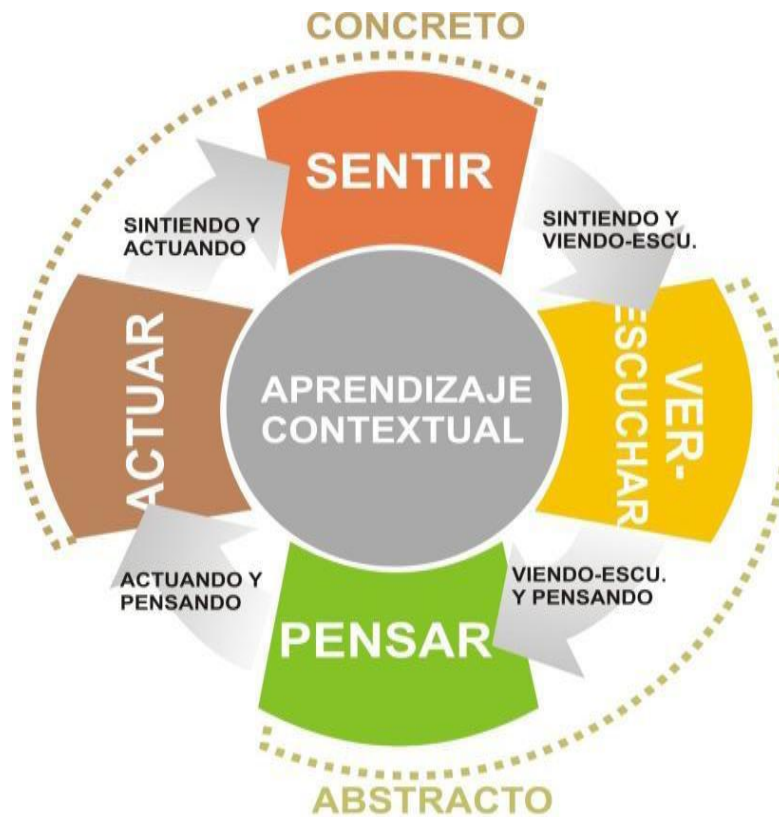 CONCRETO
SENTIR
SINTIENDO Y
ACTUANDO
SINTIENDO Y
VIENDO-ESCU.
ACTUAR
APRENDIZAJE
CONTEXTUAL
VER-
ESCUCHAR
ACTUANDO Y
PENSANDO
VIENDO-ESCU.
Y PENSANDO
PENSAR
ABSTRACTO